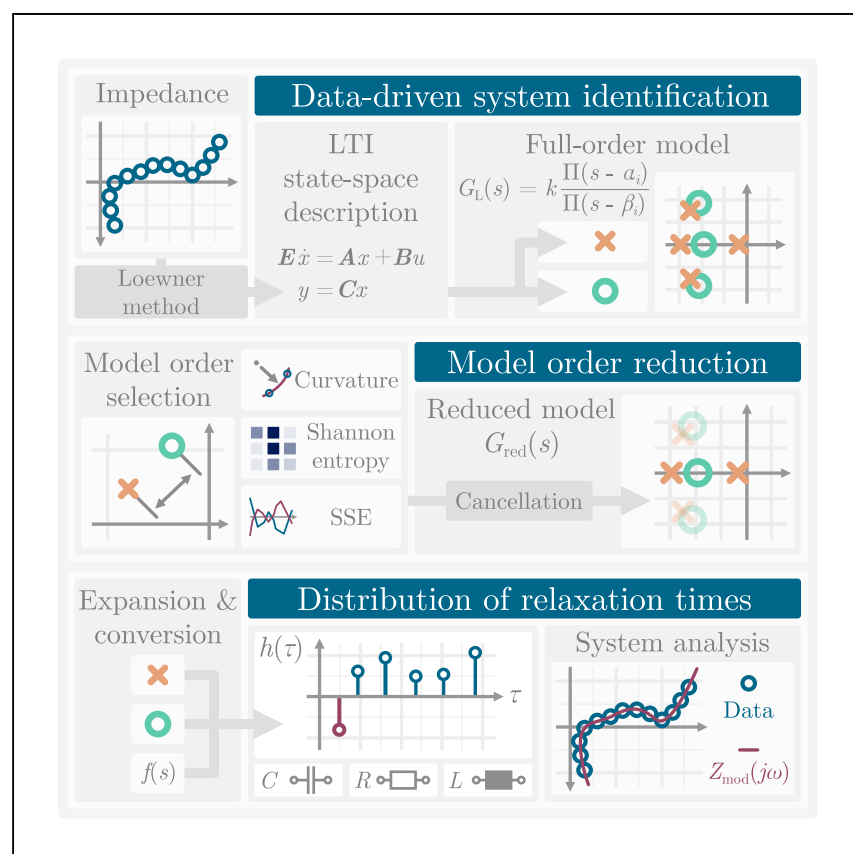 Impedance
Data-driven system identification
Loewner
method
LTI
state-space
description
Eẋ = Ax + Bu
y = Cx
Full-order model
G_L(s) = k Π(s - a_i) / Π(s - β_i)
Model order
selection
Curvature
Shannon
entropy
SSE
Model order reduction
Reduced model
G_red(s)
Cancellation
Expansion &
conversion
f(s)
Distribution of relaxation times
h(τ)
τ
C
R
L
System analysis
Data
Z_mod(jω)